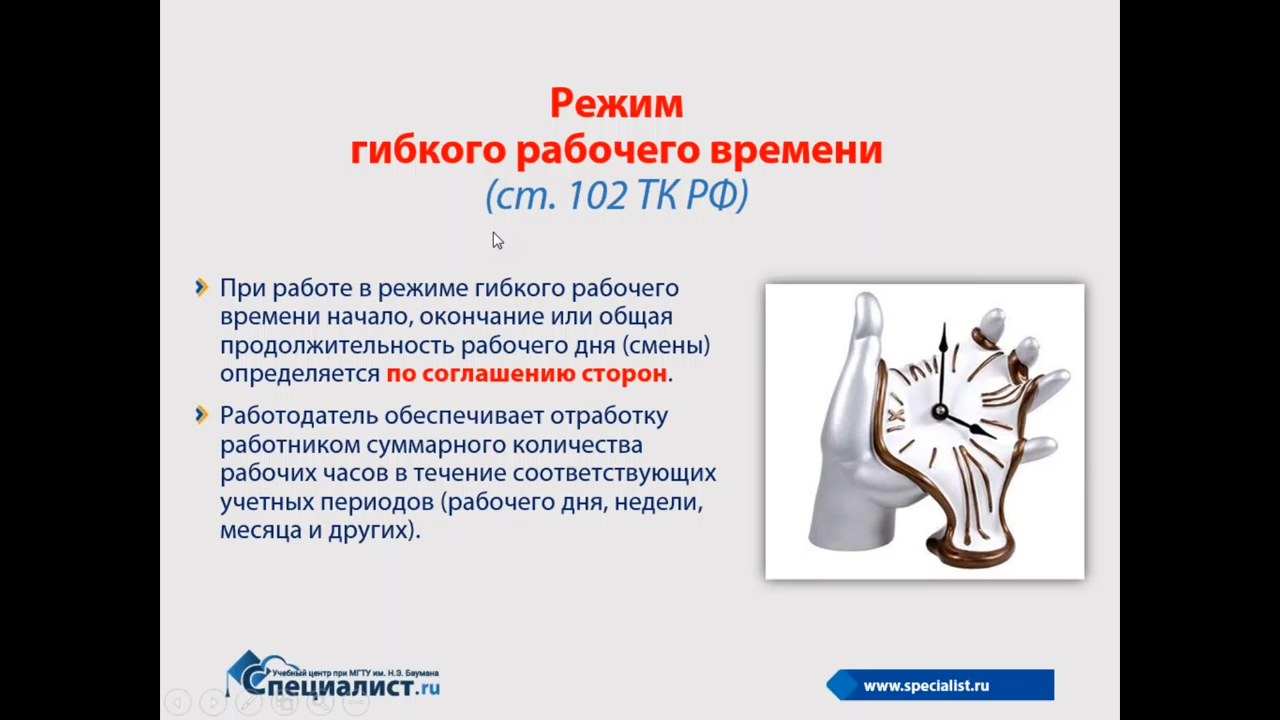 Режим
гибкого рабочего времени
(ст. 102 ТК РФ)
При работе в режиме гибкого рабочего
времени начало, окончание или общая
продолжительность рабочего дня (смены)
определяется по соглашению сторон.
Работодатель обеспечивает отработку
работником суммарного количества
рабочих часов в течение соответствующих
учетных периодов (рабочего дня, недели,
месяца и других).
Учебный центр при МГТУ им. Н.Э. Баумана
Специалист.ru
www.specialist.ru